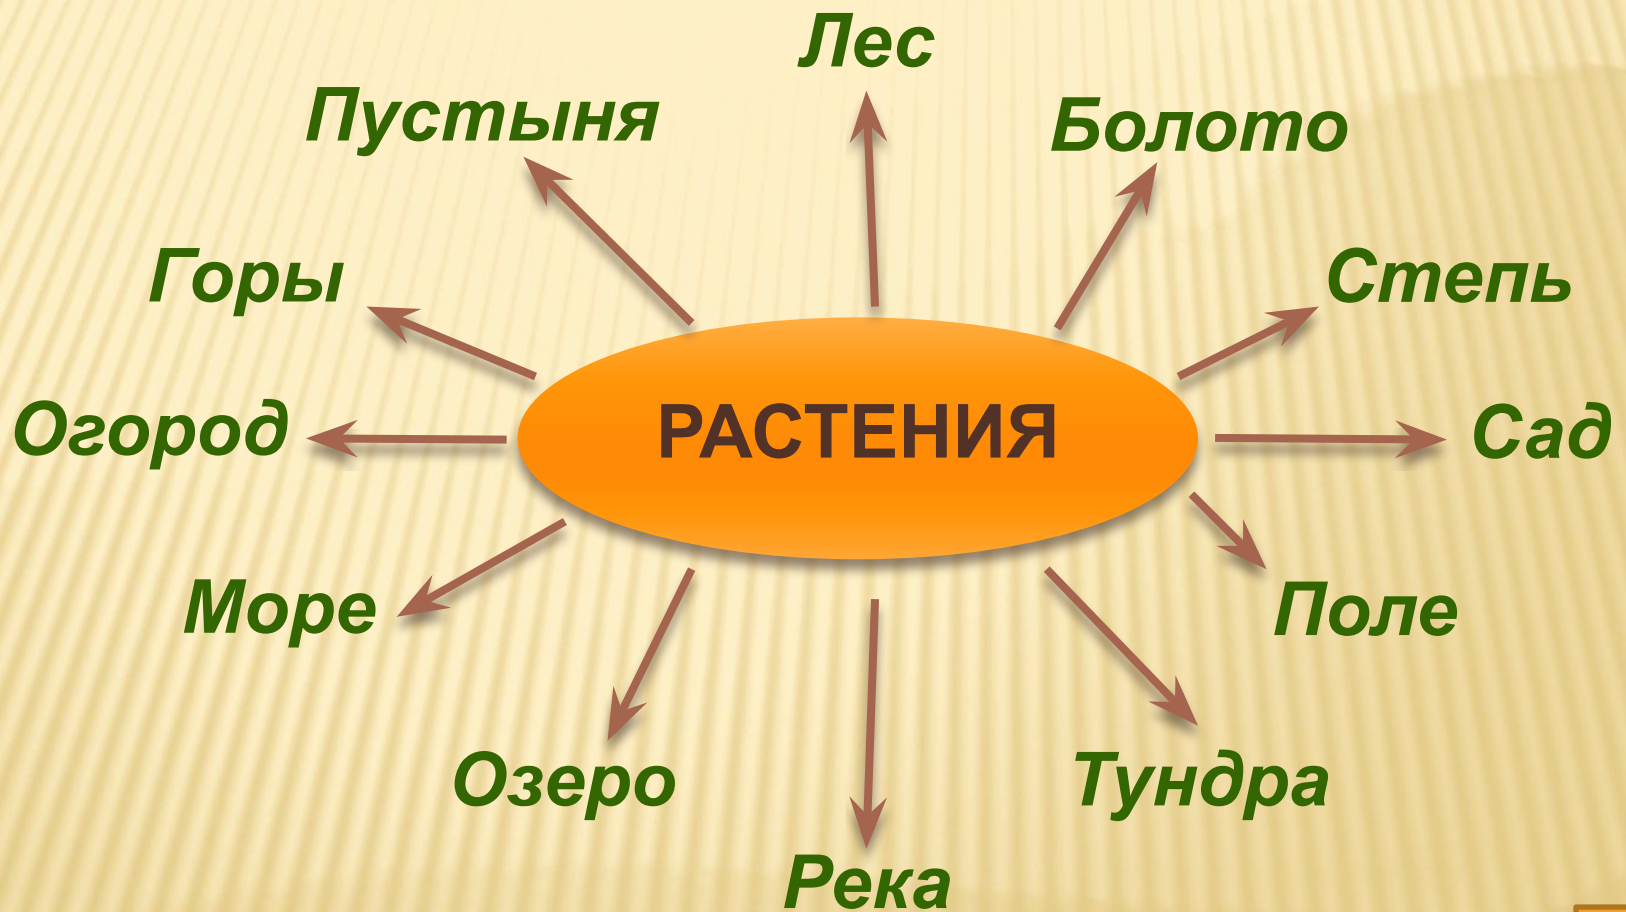 Лес
Пустыня
Болото
Горы
Степь
РАСТЕНИЯ
Огород
Сад
Море
Поле
Озеро
Тундра
Река